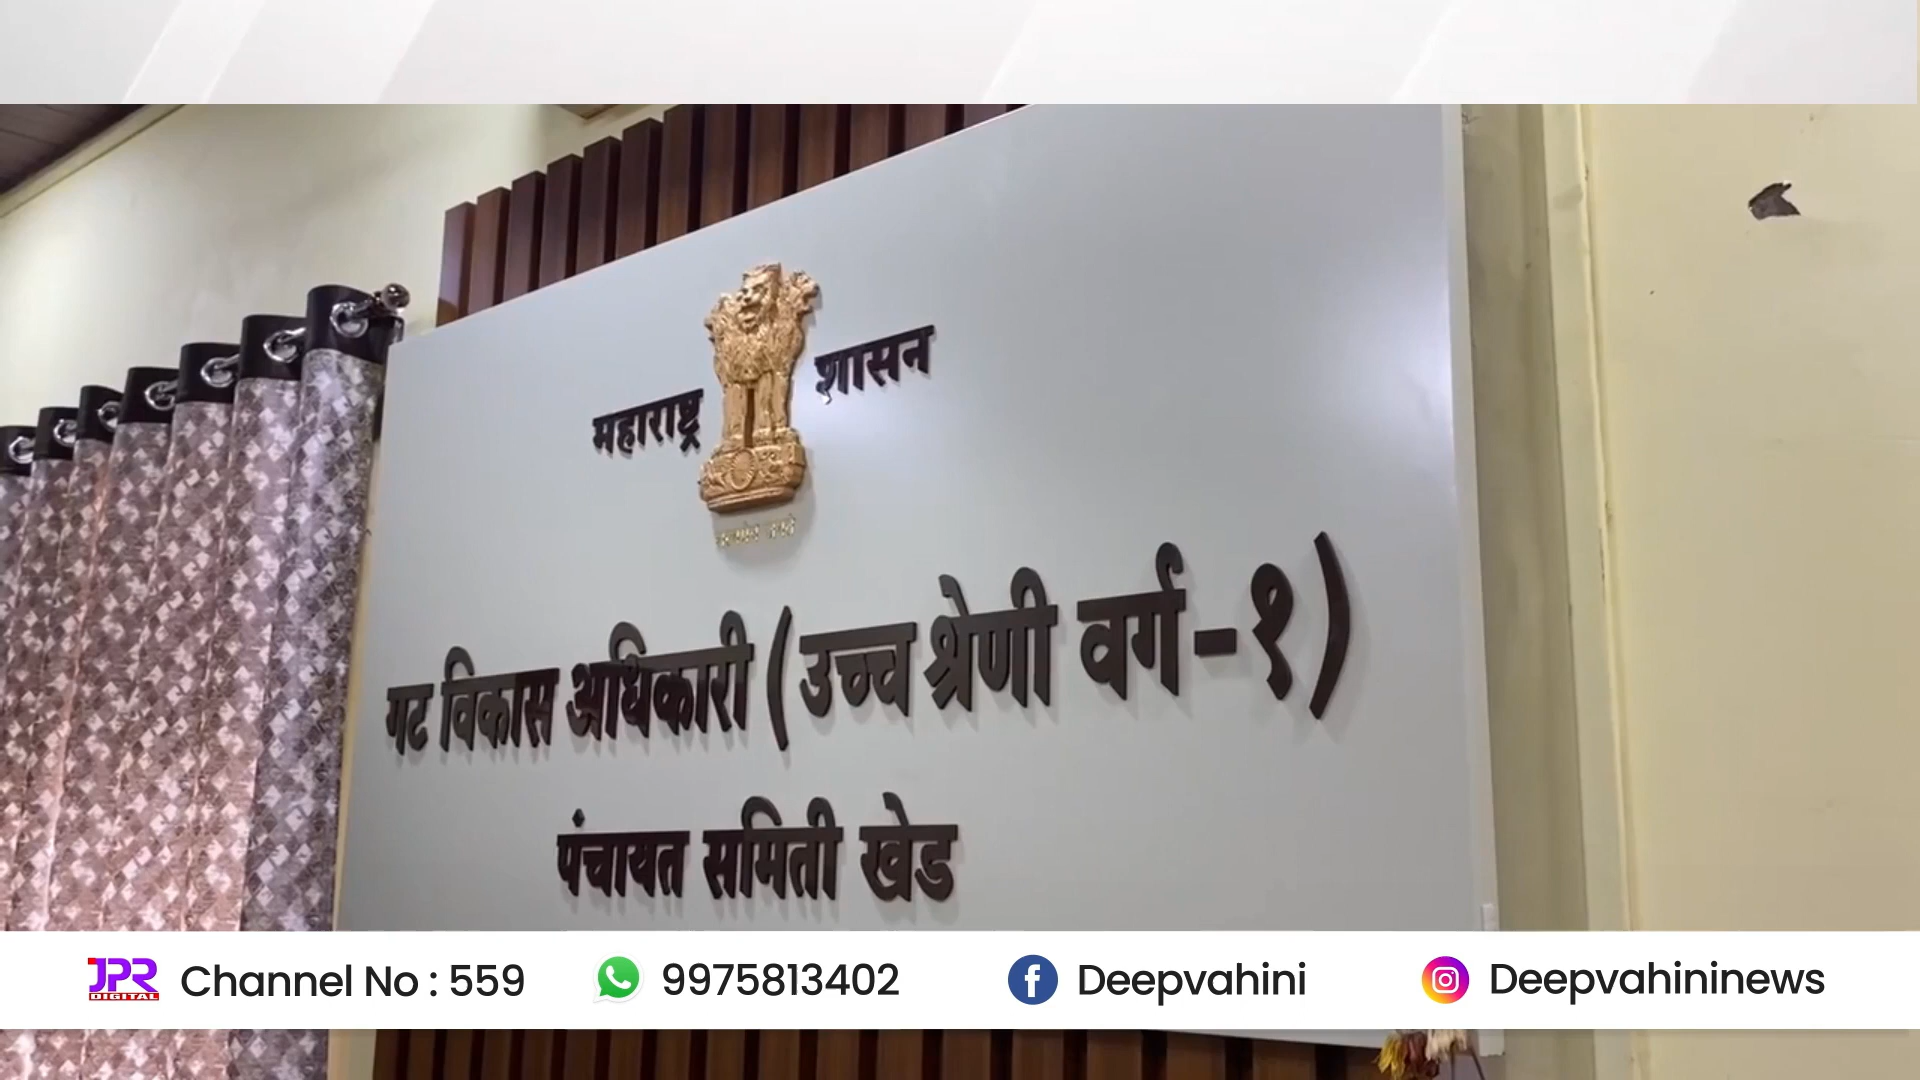 महाराष्ट्र शासन
गट विकास अधिकारी (उच्च श्रेणी वर्ग-१)
पंचायत समिती खेड
JPR DIGITAL Channel No : 559 9975813402 Deepvahini Deepvahininews